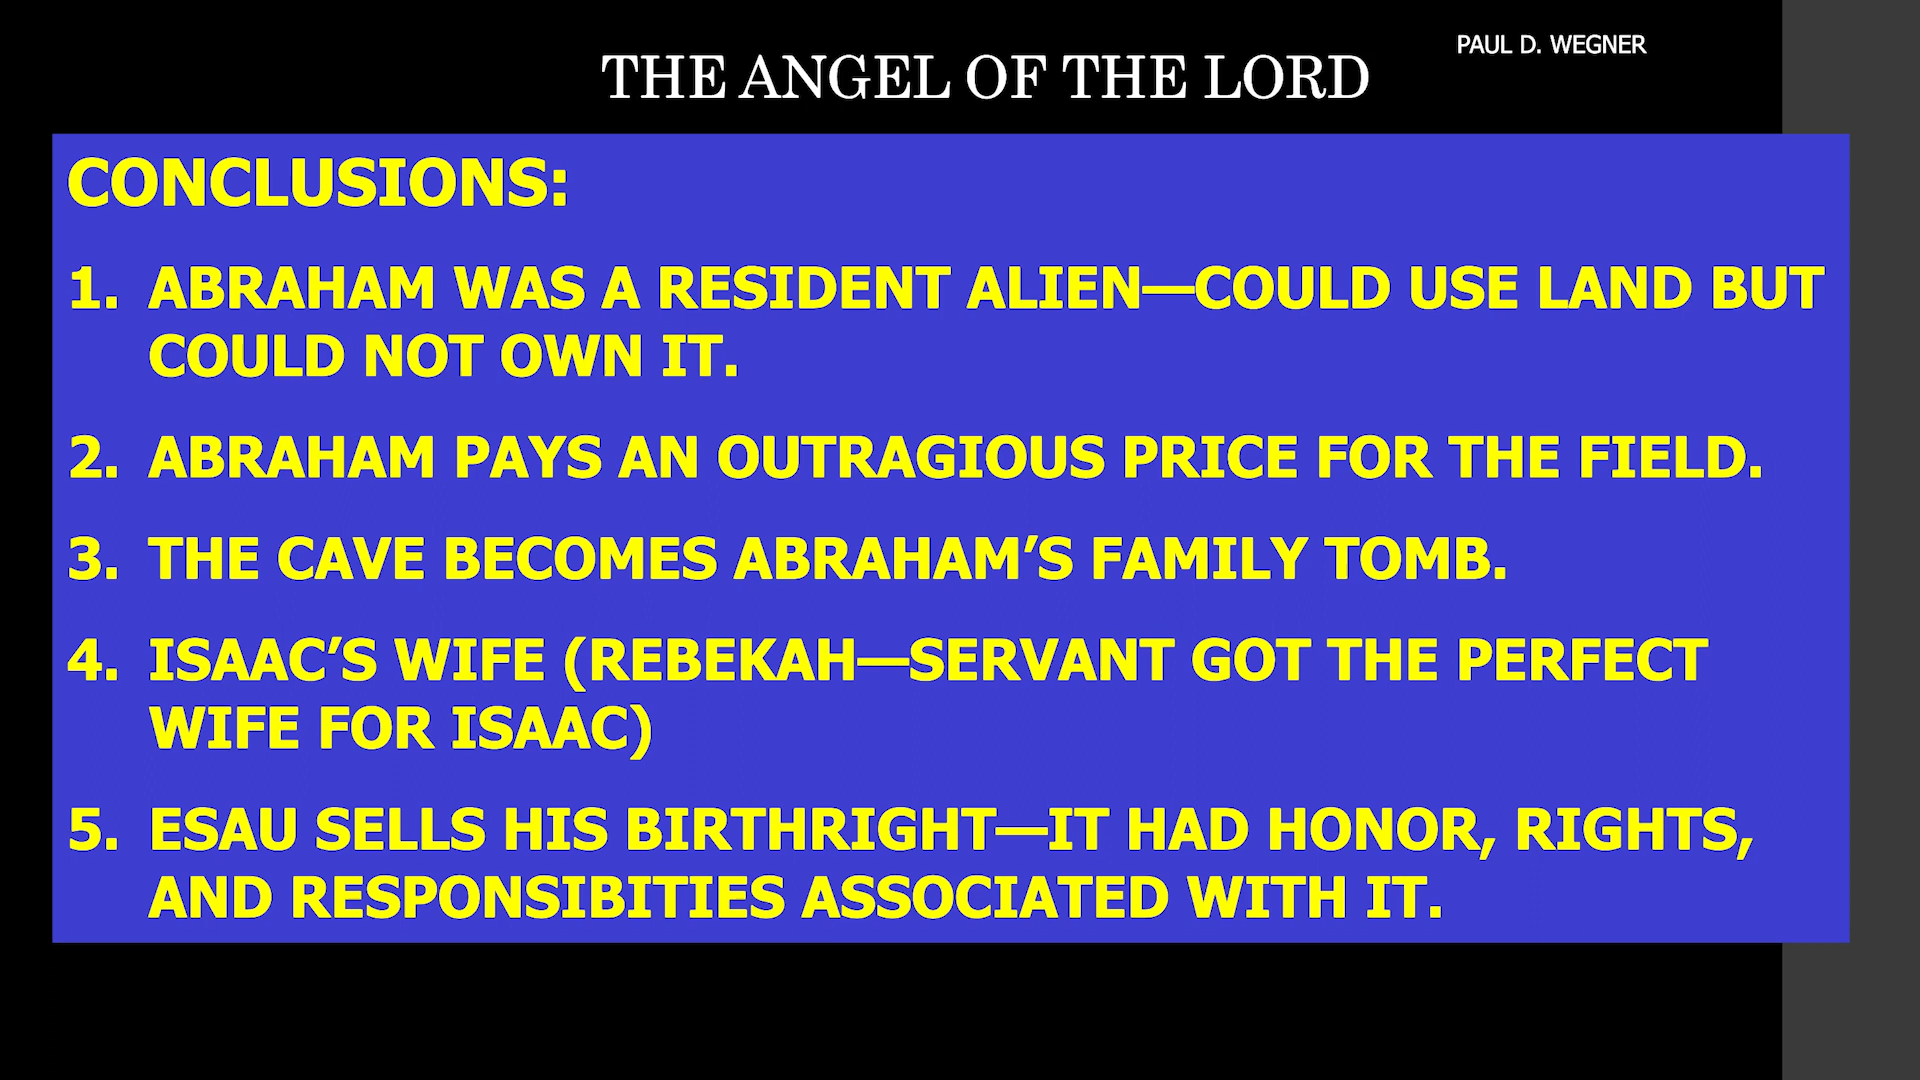 PAUL D. WEGNER
THE ANGEL OF THE LORD
CONCLUSIONS:
1. ABRAHAM WAS A RESIDENT ALIEN—COULD USE LAND BUT
COULD NOT OWN IT.
2. ABRAHAM PAYS AN OUTRAGIOUS PRICE FOR THE FIELD.
3. THE CAVE BECOMES ABRAHAM’S FAMILY TOMB.
4. ISAAC’S WIFE (REBEKAH—SERVANT GOT THE PERFECT
WIFE FOR ISAAC)
5. ESAU SELLS HIS BIRTHRIGHT—IT HAD HONOR, RIGHTS,
AND RESPONSIBITIES ASSOCIATED WITH IT.